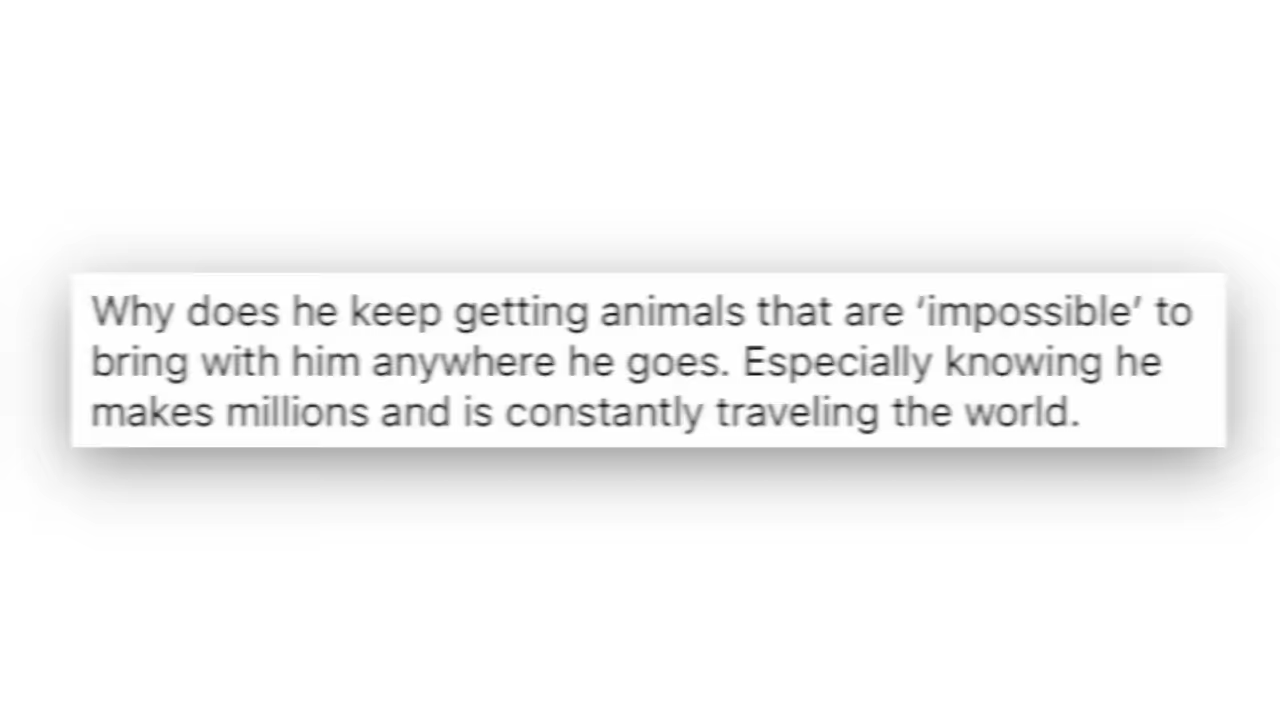 Why does he keep getting animals that are ‘impossible’ to
bring with him anywhere he goes. Especially knowing he
makes millions and is constantly traveling the world.